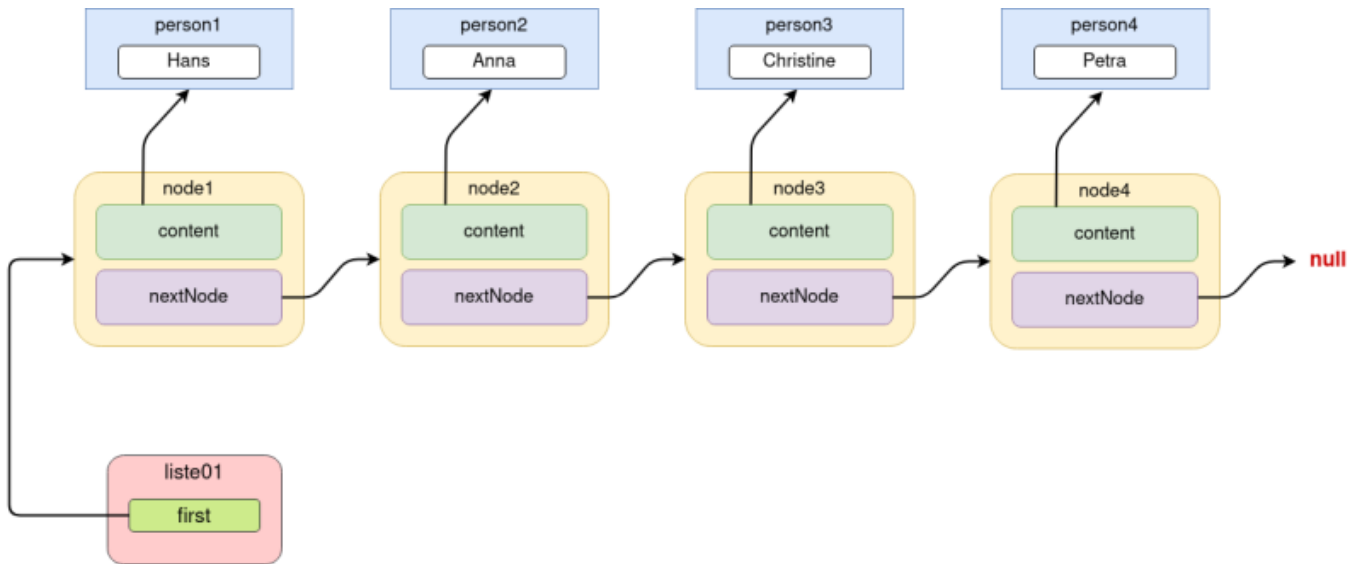 person1
Hans
person2
Anna
person3
Christine
person4
Petra
node1
content
nextNode
node2
content
nextNode
node3
content
nextNode
node4
content
nextNode
null
liste01
first